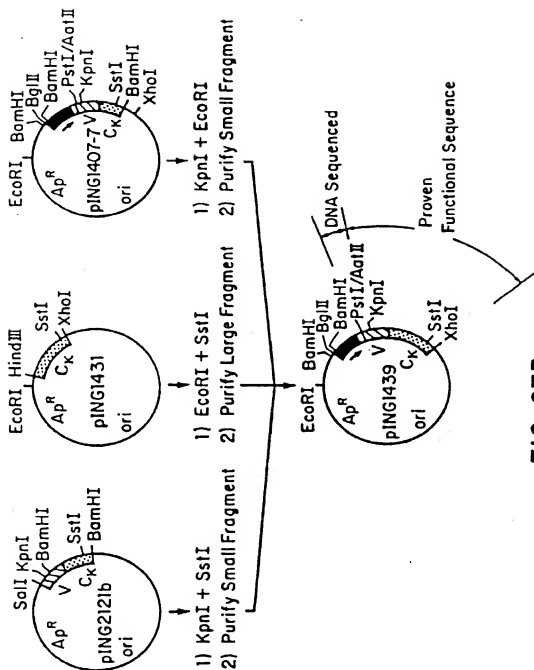 SalI
KpnI
BamHI
SstI
BamHI
V
Cκ
Apᴿ
pING2121b
ori
1) KpnI + SstI
2) Purify Small Fragment
EcoRI
HindIII
SstI
XhoI
Cκ
Apᴿ
pING1431
ori
1) EcoRI + SstI
2) Purify Large Fragment
EcoRI
BamHI
BglII
BamHI
PstI/AatII
KpnI
SstI
BamHI
XhoI
V
Cκ
Apᴿ
pING1407-7
ori
1) KpnI + EcoRI
2) Purify Small Fragment
EcoRI
BamHI
BglII
BamHI
PstI/AatII
KpnI
SstI
XhoI
V
Cκ
Apᴿ
pING1439
ori
DNA Sequenced
Proven
Functional Sequence
FIG.